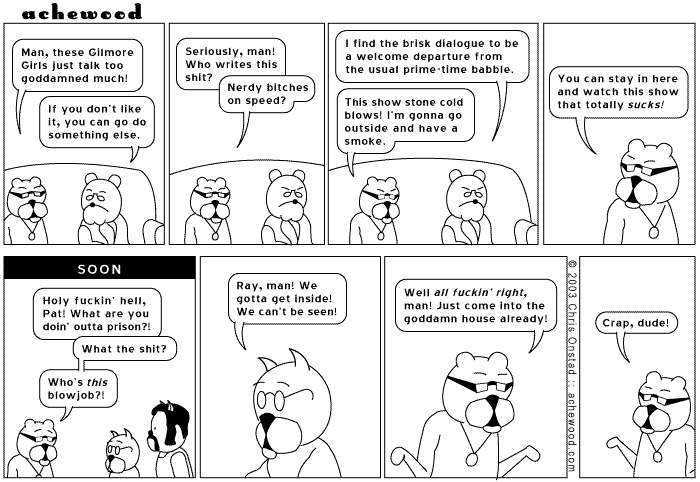 achewood
Man, these Gilmore
Girls just talk too
goddamned much!
If you don't like
it, you can go do
something else.
Seriously, man!
Who writes this
shit?
Nerdy bitches
on speed?
I find the brisk dialogue to be
a welcome departure from
the usual prime-time babble.
This show stone cold
blows! I'm gonna go
outside and have a
smoke.
You can stay in here
and watch this show
that totally sucks!
SOON
Holy fuckin' hell,
Pat! What are you
doin' outta prison?!
What the shit?
Who's this
blowjob?!
Ray, man! We
gotta get inside!
We can't be seen!
Well all fuckin' right,
man! Just come into the
goddamn house already!
© 2003 Chris Onstad :: achewood.com
Crap, dude!